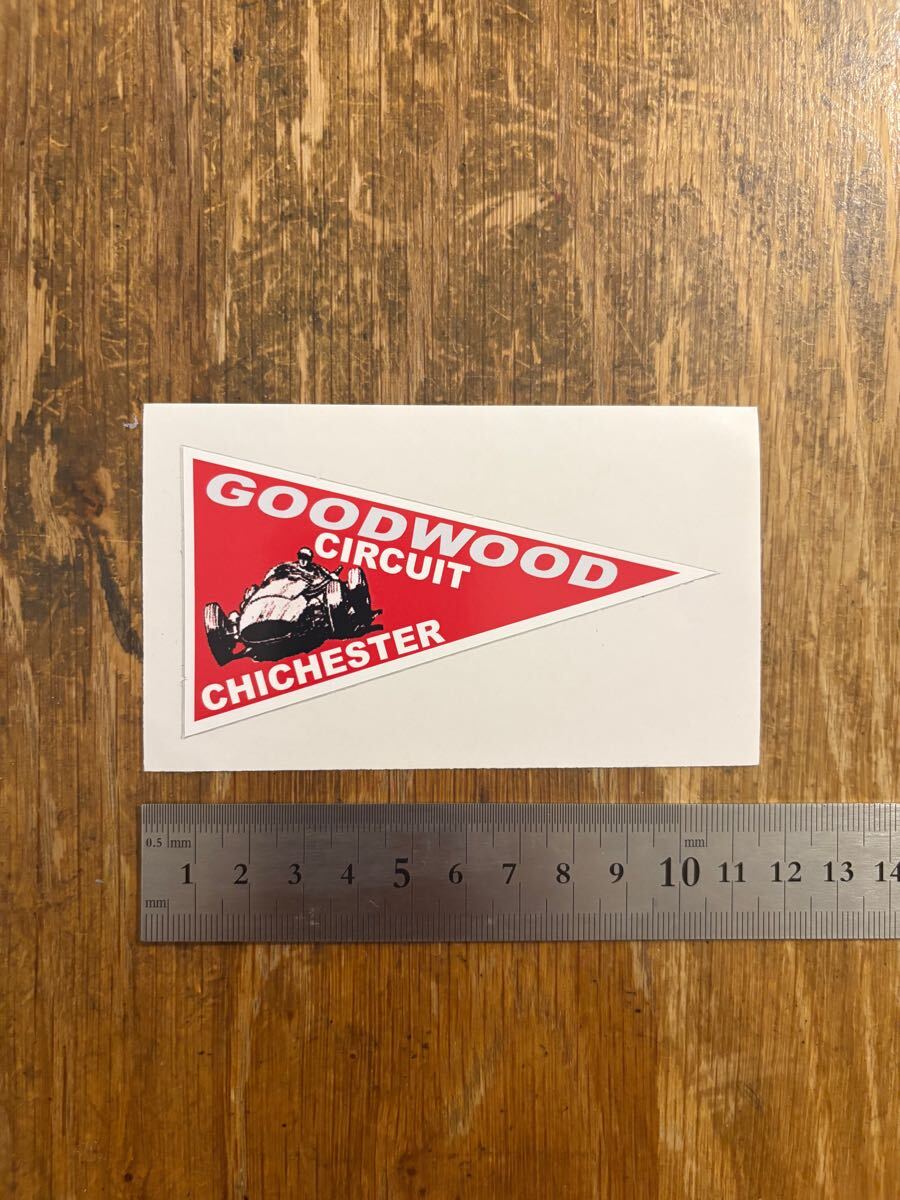 GOODWOOD
CIRCUIT
CHICHESTER
0.5 mm mm
1 2 3 4 5 6 7 8 9 10 11 12 13 14
mm